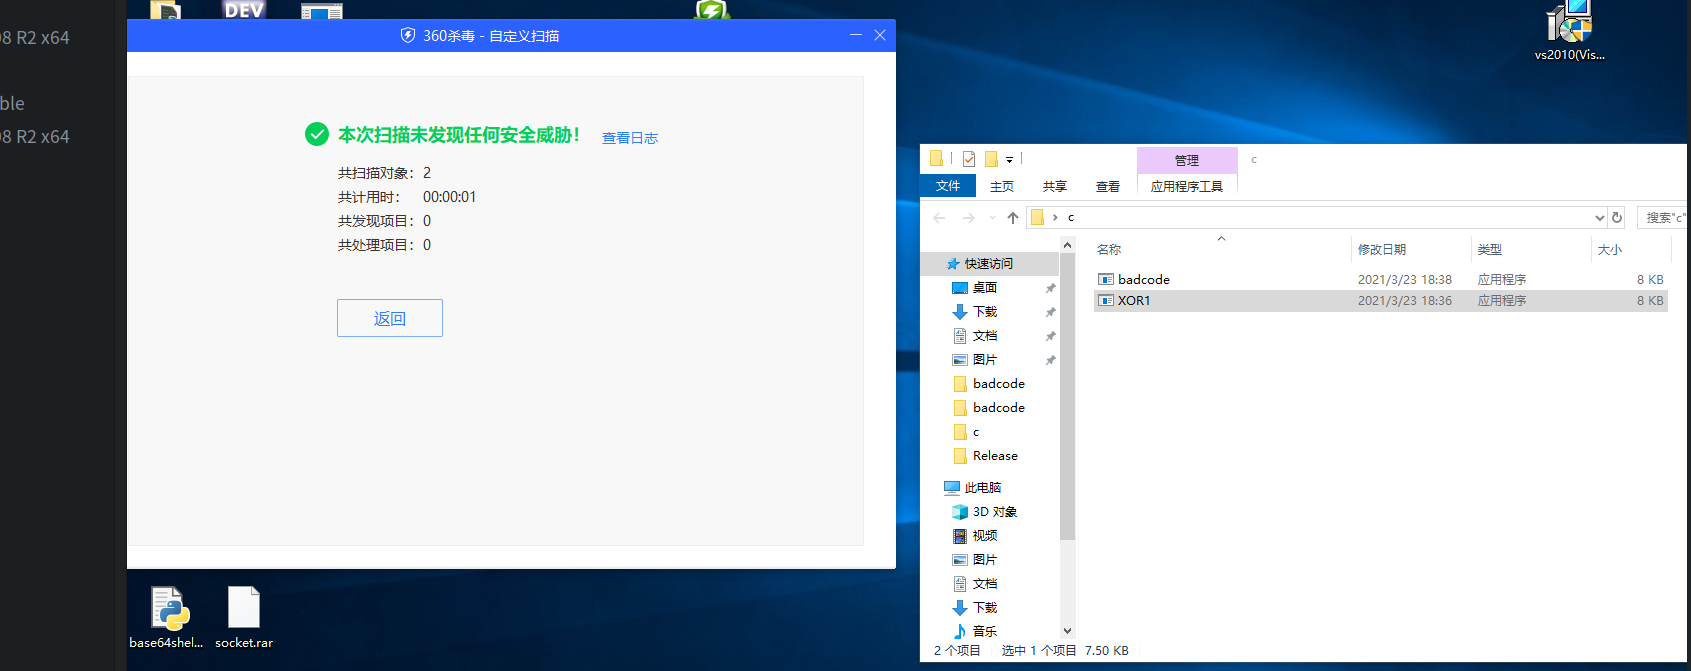 08 R2 x64
ble
08 R2 x64
DEV
360杀毒 - 自定义扫描
本次扫描未发现任何安全威胁！ 查看日志
共扫描对象： 2
共计用时： 00:00:01
共发现项目： 0
共处理项目： 0
返回
base64shel...
socket.rar
vs2010(Vis...
管理
c
文件 主页 共享 查看 应用程序工具
c
搜索"c"
名称 修改日期 类型 大小
badcode 2021/3/23 18:38 应用程序 8 KB
XOR1 2021/3/23 18:36 应用程序 8 KB
快速访问
桌面
下载
文档
图片
badcode
badcode
c
Release
此电脑
3D 对象
视频
图片
文档
下载
音乐
2 个项目 选中 1 个项目 7.50 KB